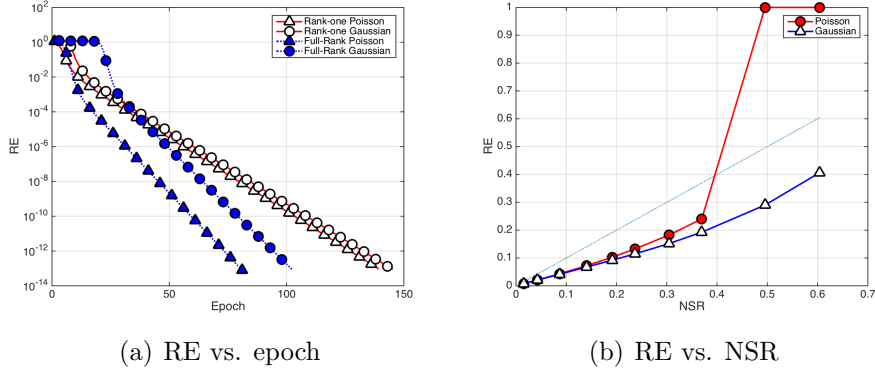 10^2
10^0
10^-2
10^-4
10^-6
10^-8
10^-10
10^-12
10^-14
RE
0
50
100
150
Epoch
Rank-one Poisson
Rank-one Gaussian
Full-Rank Poisson
Full-Rank Gaussian
(a) RE vs. epoch
1
0.9
0.8
0.7
0.6
0.5
0.4
0.3
0.2
0.1
0
RE
0
0.1
0.2
0.3
0.4
0.5
0.6
0.7
NSR
Poisson
Gaussian
(b) RE vs. NSR